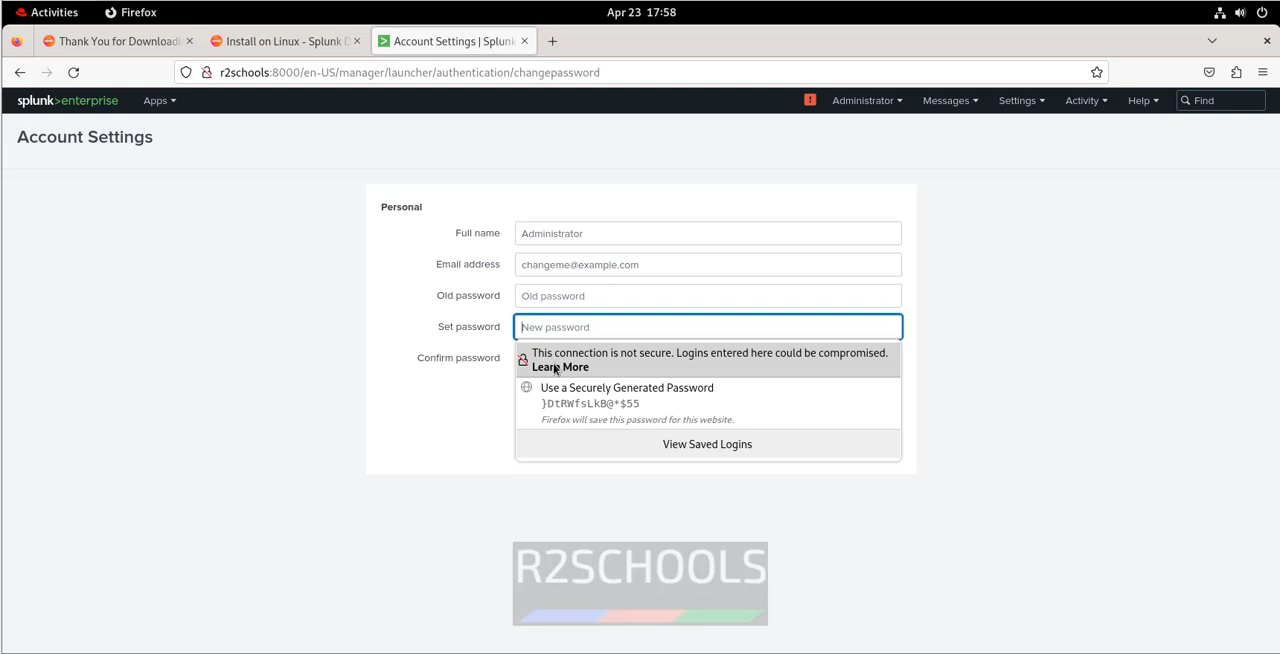 Activities
Firefox
Apr 23 17:58
Thank You for Downloadi
Install on Linux - Splunk D
Account Settings | Splunk
r2schools:8000/en-US/manager/launcher/authentication/changepassword
splunk>enterprise
Apps
!
Administrator
Messages
Settings
Activity
Help
Find
Account Settings
Personal
Full name
Administrator
Email address
changeme@example.com
Old password
Old password
Set password
New password
Confirm password
This connection is not secure. Logins entered here could be compromised.
Learn More
Use a Securely Generated Password
}DtRWfsLkB@*$55
Firefox will save this password for this website.
View Saved Logins
R2SCHOOLS